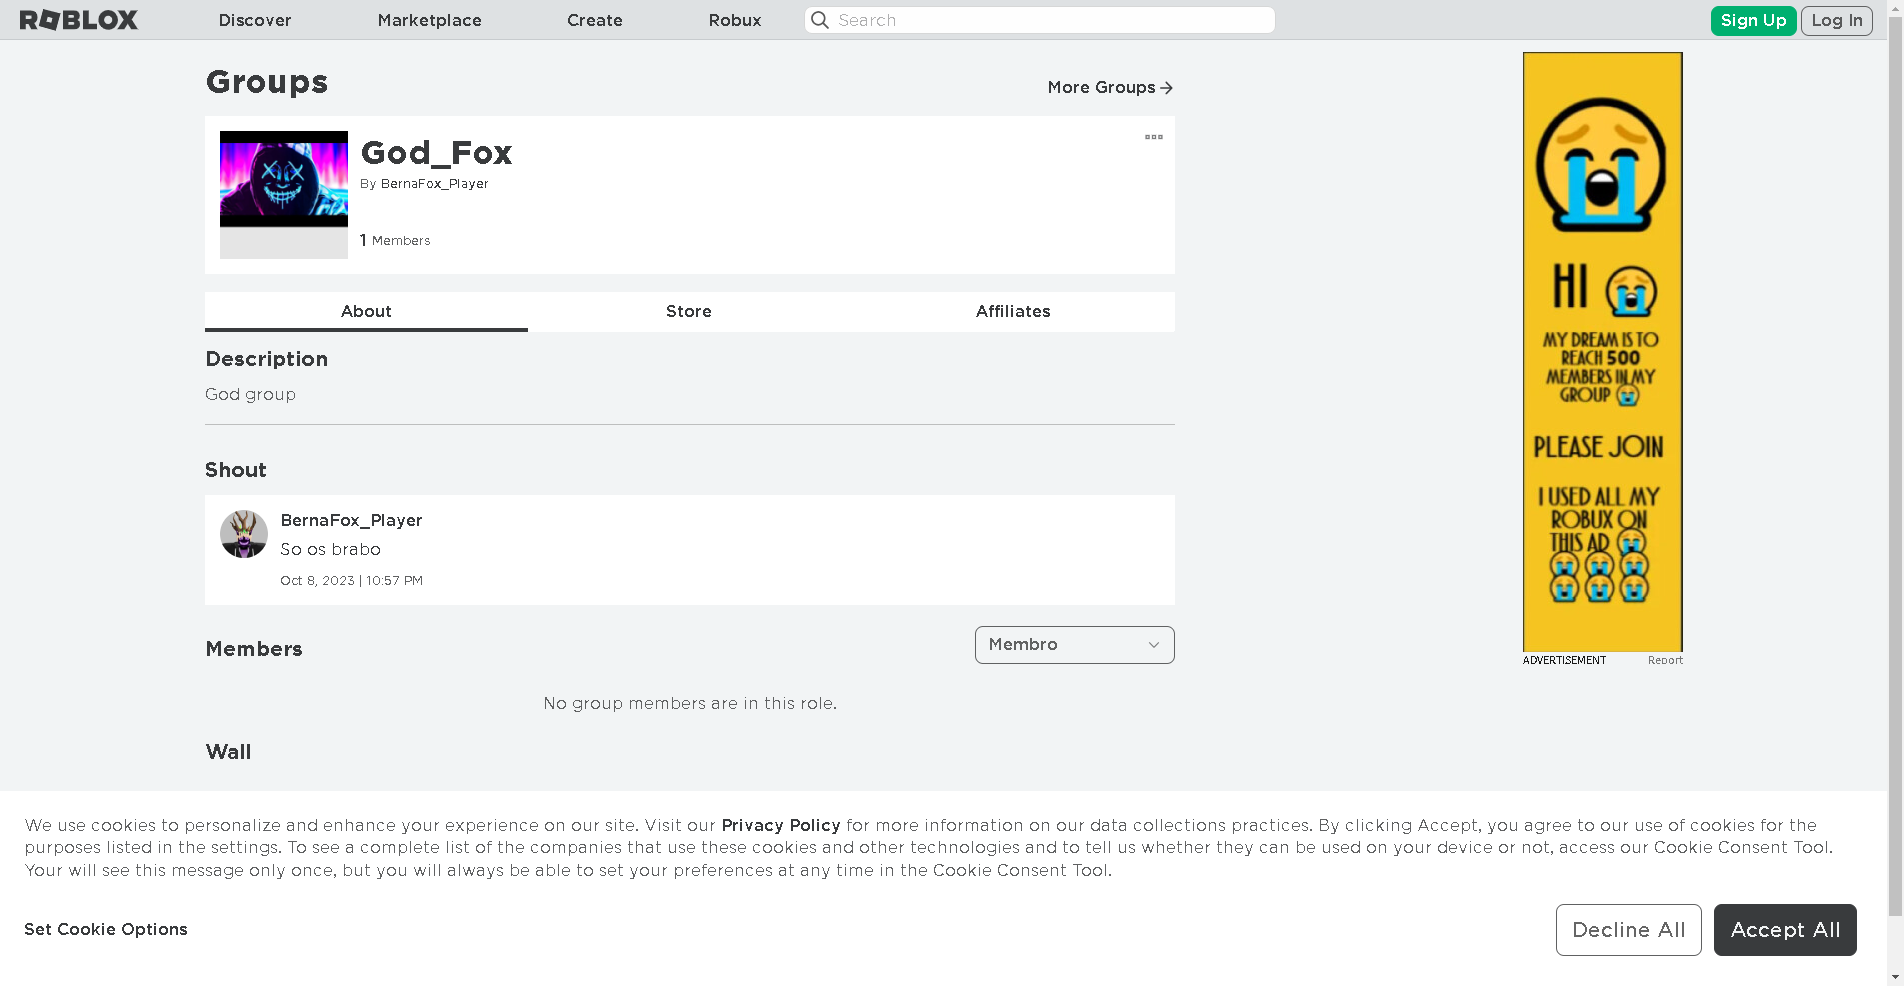 ROBLOX
Discover
Marketplace
Create
Robux
Search
Sign Up
Log In
Groups
More Groups
God_Fox
By BernaFox_Player
1 Members
About
Store
Affiliates
Description
God group
Shout
BernaFox_Player
So os brabo
Oct 8, 2023 | 10:57 PM
Members
Membro
No group members are in this role.
Wall
HI
MY DREAM IS TO
REACH 500
MEMBERS IN MY
GROUP
PLEASE JOIN
I USED ALL MY
ROBUX ON
THIS AD
ADVERTISEMENT
Report
We use cookies to personalize and enhance your experience on our site. Visit our Privacy Policy for more information on our data collections practices. By clicking Accept, you agree to our use of cookies for the
purposes listed in the settings. To see a complete list of the companies that use these cookies and other technologies and to tell us whether they can be used on your device or not, access our Cookie Consent Tool.
Your will see this message only once, but you will always be able to set your preferences at any time in the Cookie Consent Tool.
Set Cookie Options
Decline All
Accept All